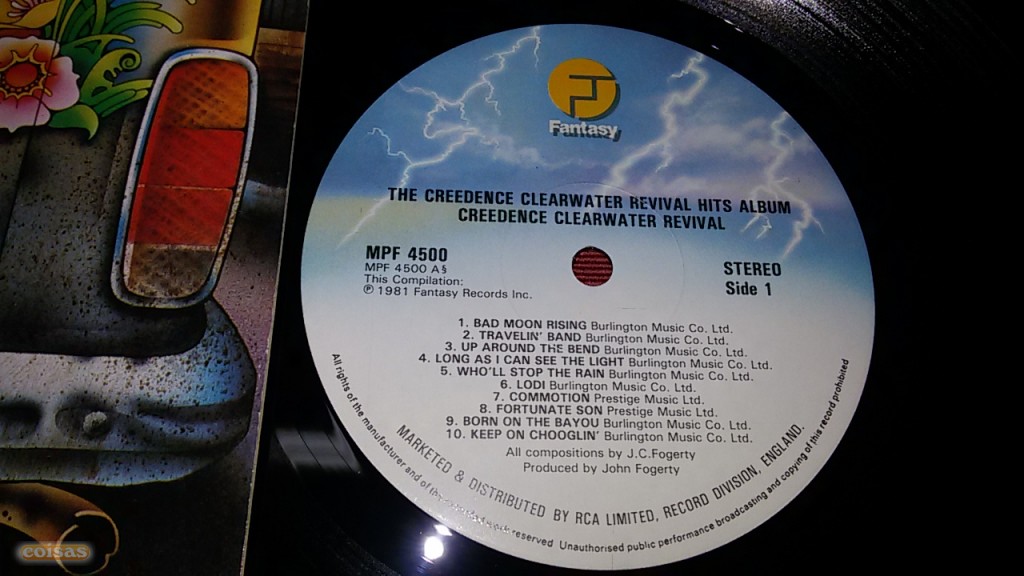 Fantasy
THE CREEDENCE CLEARWATER REVIVAL HITS ALBUM
CREEDENCE CLEARWATER REVIVAL
MPF 4500
MPF 4500 A§
This Compilation:
℗ 1981 Fantasy Records Inc.
STEREO
Side 1
1. BAD MOON RISING Burlington Music Co. Ltd.
2. TRAVELIN' BAND Burlington Music Co. Ltd.
3. UP AROUND THE BEND Burlington Music Co. Ltd.
4. LONG AS I CAN SEE THE LIGHT Burlington Music Co. Ltd.
5. WHO'LL STOP THE RAIN Burlington Music Co. Ltd.
6. LODI Burlington Music Co. Ltd.
7. COMMOTION Prestige Music Ltd.
8. FORTUNATE SON Prestige Music Ltd.
9. BORN ON THE BAYOU Burlington Music Co. Ltd.
10. KEEP ON CHOOGLIN' Burlington Music Co. Ltd.
All compositions by J.C.Fogerty
Produced by John Fogerty
MARKETED & DISTRIBUTED BY RCA LIMITED, RECORD DIVISION, ENGLAND.
All rights of the manufacturer and of the reserved Unauthorised public performance broadcasting and copying of this record prohibited
coisas